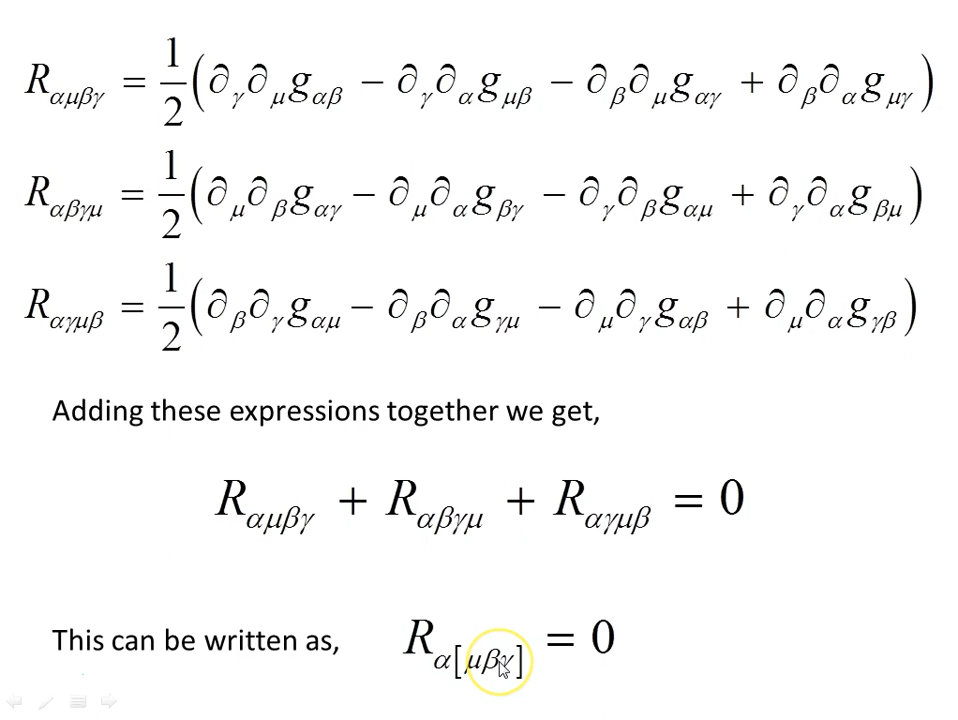 R_{αμβγ} = \frac{1}{2} ( ∂_γ ∂_μ g_{αβ} − ∂_γ ∂_α g_{μβ} − ∂_β ∂_μ g_{αγ} + ∂_β ∂_α g_{μγ} )
R_{αβγμ} = \frac{1}{2} ( ∂_μ ∂_β g_{αγ} − ∂_μ ∂_α g_{βγ} − ∂_γ ∂_β g_{αμ} + ∂_γ ∂_α g_{βμ} )
R_{αγμβ} = \frac{1}{2} ( ∂_β ∂_γ g_{αμ} − ∂_β ∂_α g_{γμ} − ∂_μ ∂_γ g_{αβ} + ∂_μ ∂_α g_{γβ} )
Adding these expressions together we get,
R_{αμβγ} + R_{αβγμ} + R_{αγμβ} = 0
This can be written as, R_{α[μβγ]} = 0